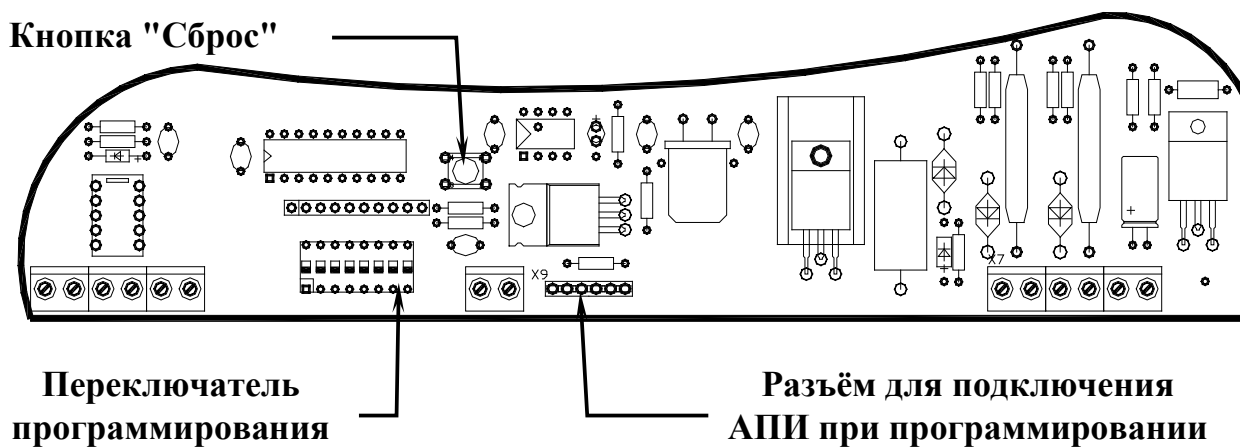 Кнопка "Сброс"
X9
X7
Переключатель
программирования
Разъём для подключения
АПИ при программировании